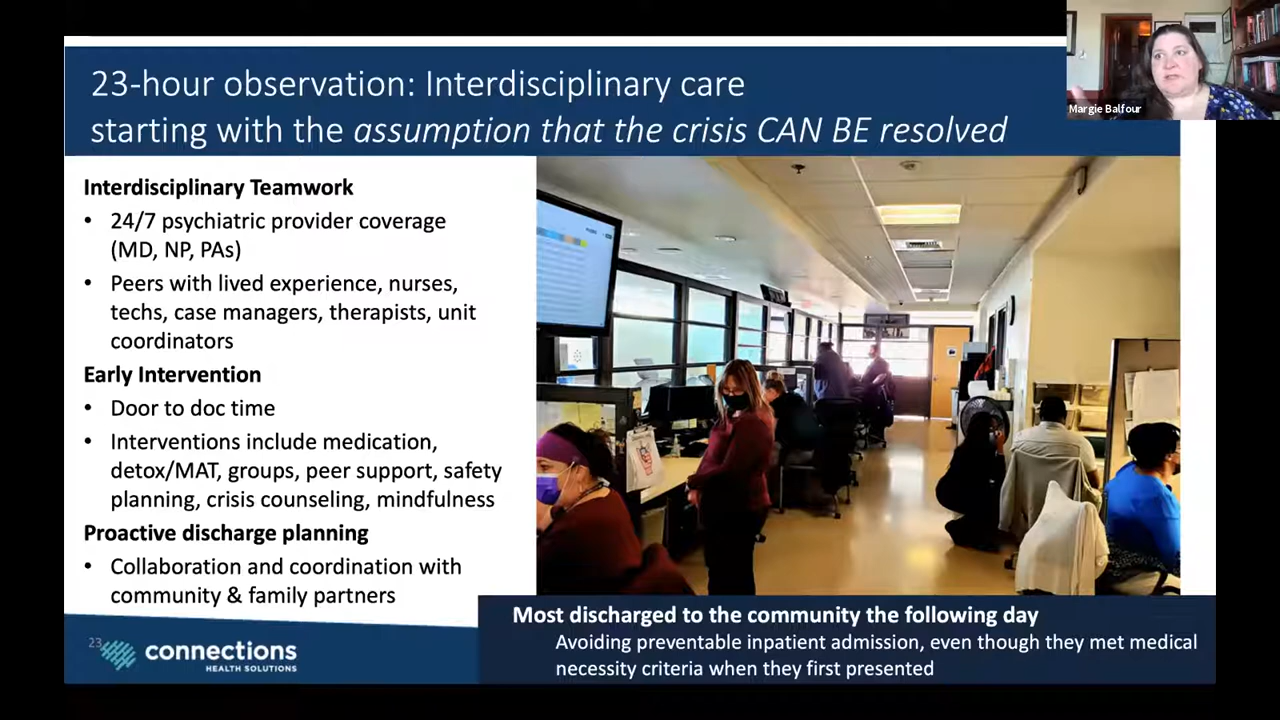 23-hour observation: Interdisciplinary care
starting with the assumption that the crisis CAN BE resolved
Margie Balfour
Interdisciplinary Teamwork
• 24/7 psychiatric provider coverage
(MD, NP, PAs)
• Peers with lived experience, nurses,
techs, case managers, therapists, unit
coordinators
Early Intervention
• Door to doc time
• Interventions include medication,
detox/MAT, groups, peer support, safety
planning, crisis counseling, mindfulness
Proactive discharge planning
• Collaboration and coordination with
community & family partners
Most discharged to the community the following day
Avoiding preventable inpatient admission, even though they met medical
necessity criteria when they first presented
23
connections
HEALTH SOLUTIONS